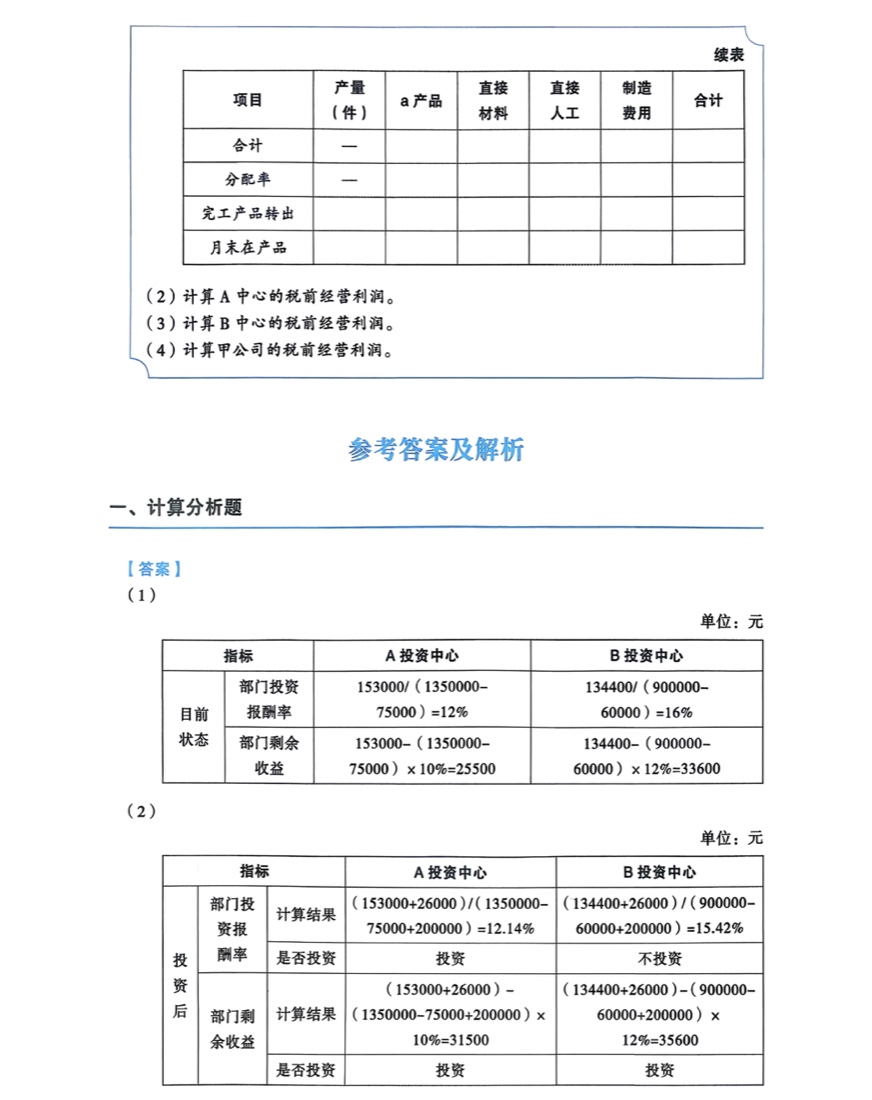 续表
项目 产量（件） a 产品 直接材料 直接人工 制造费用 合计
合计 —
分配率 —
完工产品转出
月末在产品
（2）计算 A 中心的税前经营利润。
（3）计算 B 中心的税前经营利润。
（4）计算甲公司的税前经营利润。
参考答案及解析
一、计算分析题
【答案】
（1）
单位：元
指标 A 投资中心 B 投资中心
目前状态 部门投资报酬率 153000/（1350000-75000）=12% 134400/（900000-60000）=16%
部门剩余收益 153000-（1350000-75000）×10%=25500 134400-（900000-60000）×12%=33600
（2）
单位：元
指标 A 投资中心 B 投资中心
投资后 部门投资报酬率 计算结果 （153000+26000）/（1350000-75000+200000）=12.14% （134400+26000）/（900000-60000+200000）=15.42%
是否投资 投资 不投资
部门剩余收益 计算结果 （153000+26000）-（1350000-75000+200000）×10%=31500 （134400+26000）-（900000-60000+200000）×12%=35600
是否投资 投资 投资